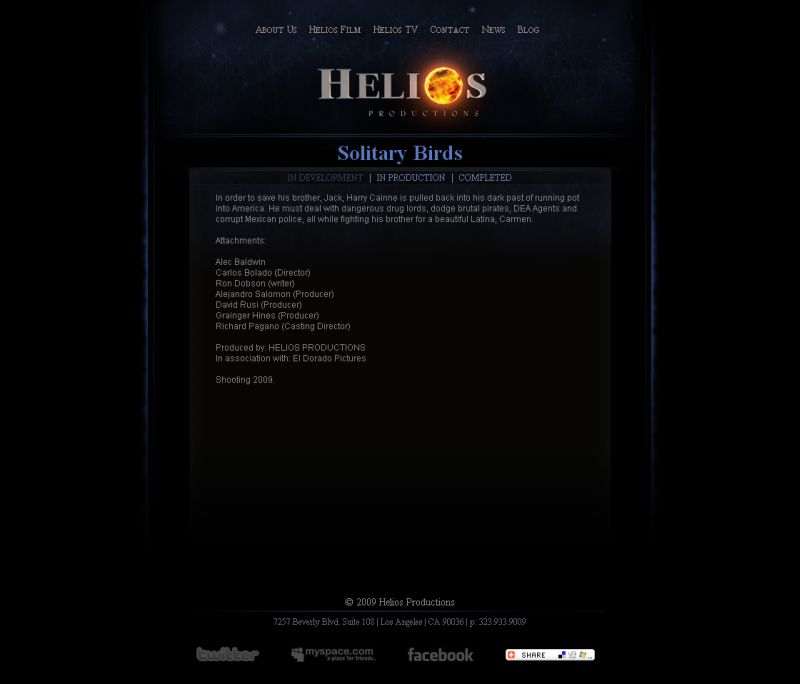 About Us Helios Film Helios TV Contact News Blog
HELIOS
PRODUCTIONS
Solitary Birds
IN DEVELOPMENT | IN PRODUCTION | COMPLETED
In order to save his brother, Jack, Harry Cainne is pulled back into his dark past of running pot
into America. He must deal with dangerous drug lords, dodge brutal pirates, DEA Agents and
corrupt Mexican police, all while fighting his brother for a beautiful Latina, Carmen.
Attachments:
Alec Baldwin
Carlos Bolado (Director)
Ron Dobson (writer)
Alejandro Salomon (Producer)
David Rusi (Producer)
Grainger Hines (Producer)
Richard Pagano (Casting Director)
Produced by: HELIOS PRODUCTIONS
In association with: El Dorado Pictures
Shooting 2009.
© 2009 Helios Productions
7257 Beverly Blvd. Suite 108 | Los Angeles | CA 90036 | p. 323.933.9009
twitter myspace.com facebook SHARE
a place for friends.